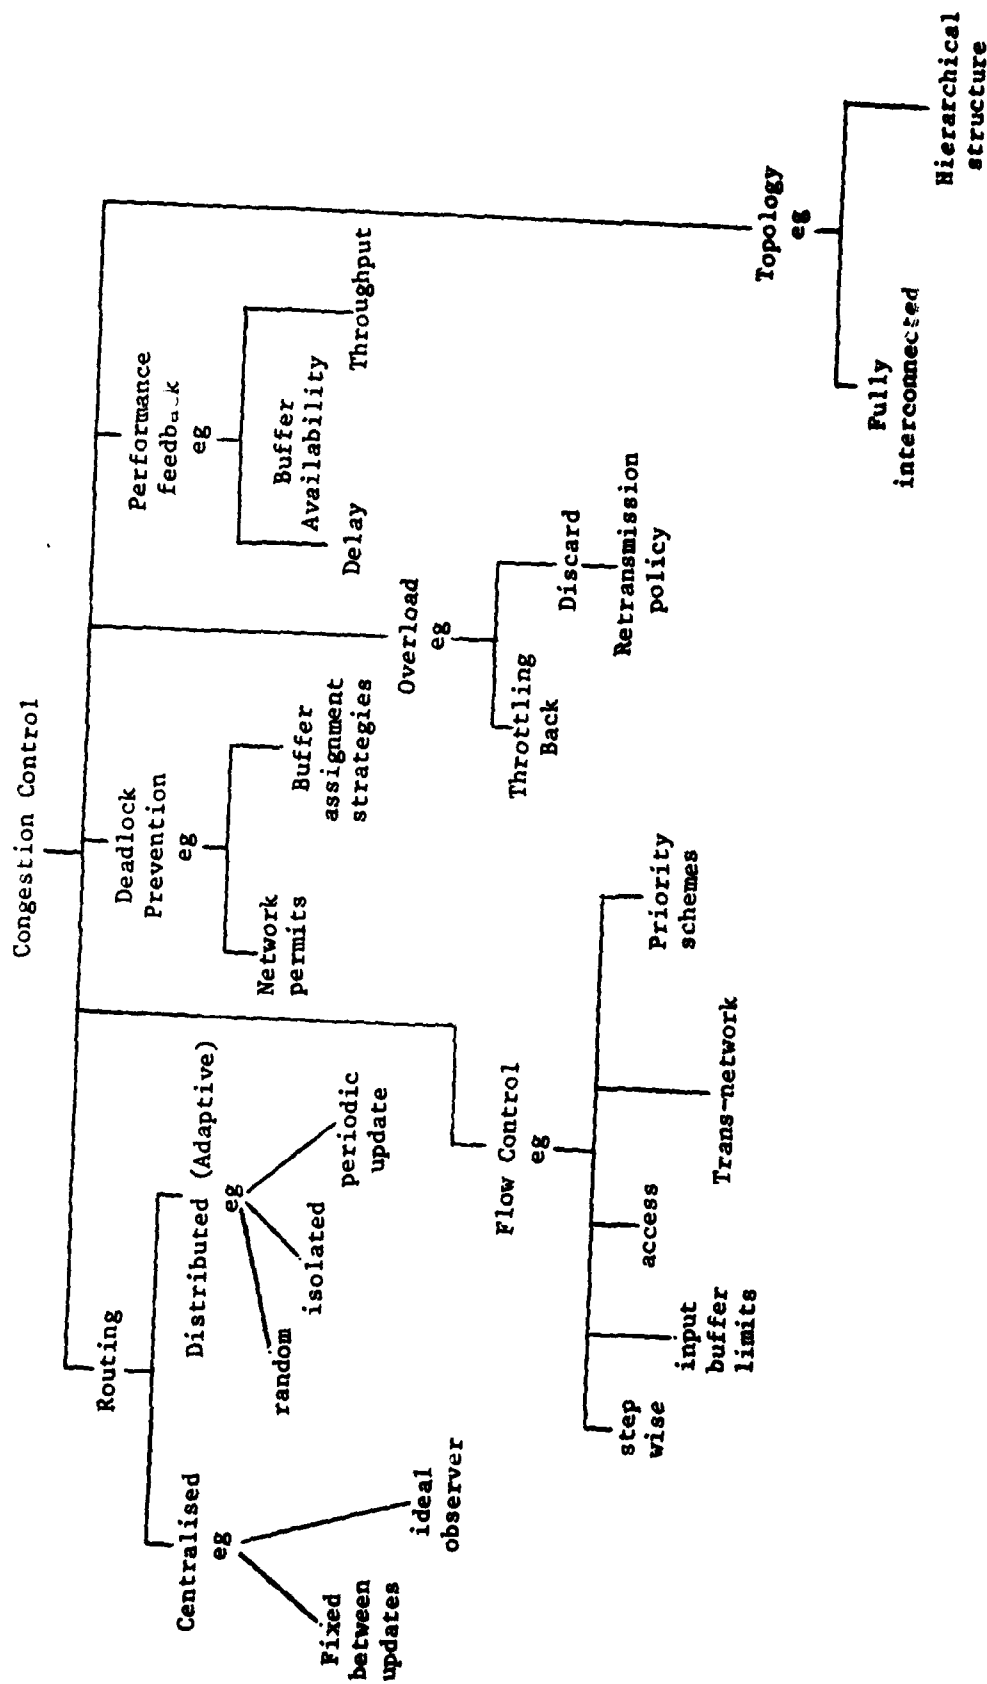 Congestion Control
Routing
Centralised
eg
Fixed
between
updates
ideal
observer
Distributed (Adaptive)
eg
random
isolated
periodic
update
Flow Control
eg
step
wise
input
buffer
limits
access
Trans-network
Priority
schemes
Deadlock
Prevention
eg
Network
permits
Buffer
assignment
strategies
Overload
eg
Throttling
Back
Discard
Retransmission
policy
Performance
feedback
eg
Delay
Buffer
Availability
Throughput
Topology
eg
Fully
interconnected
Hierarchical
structure